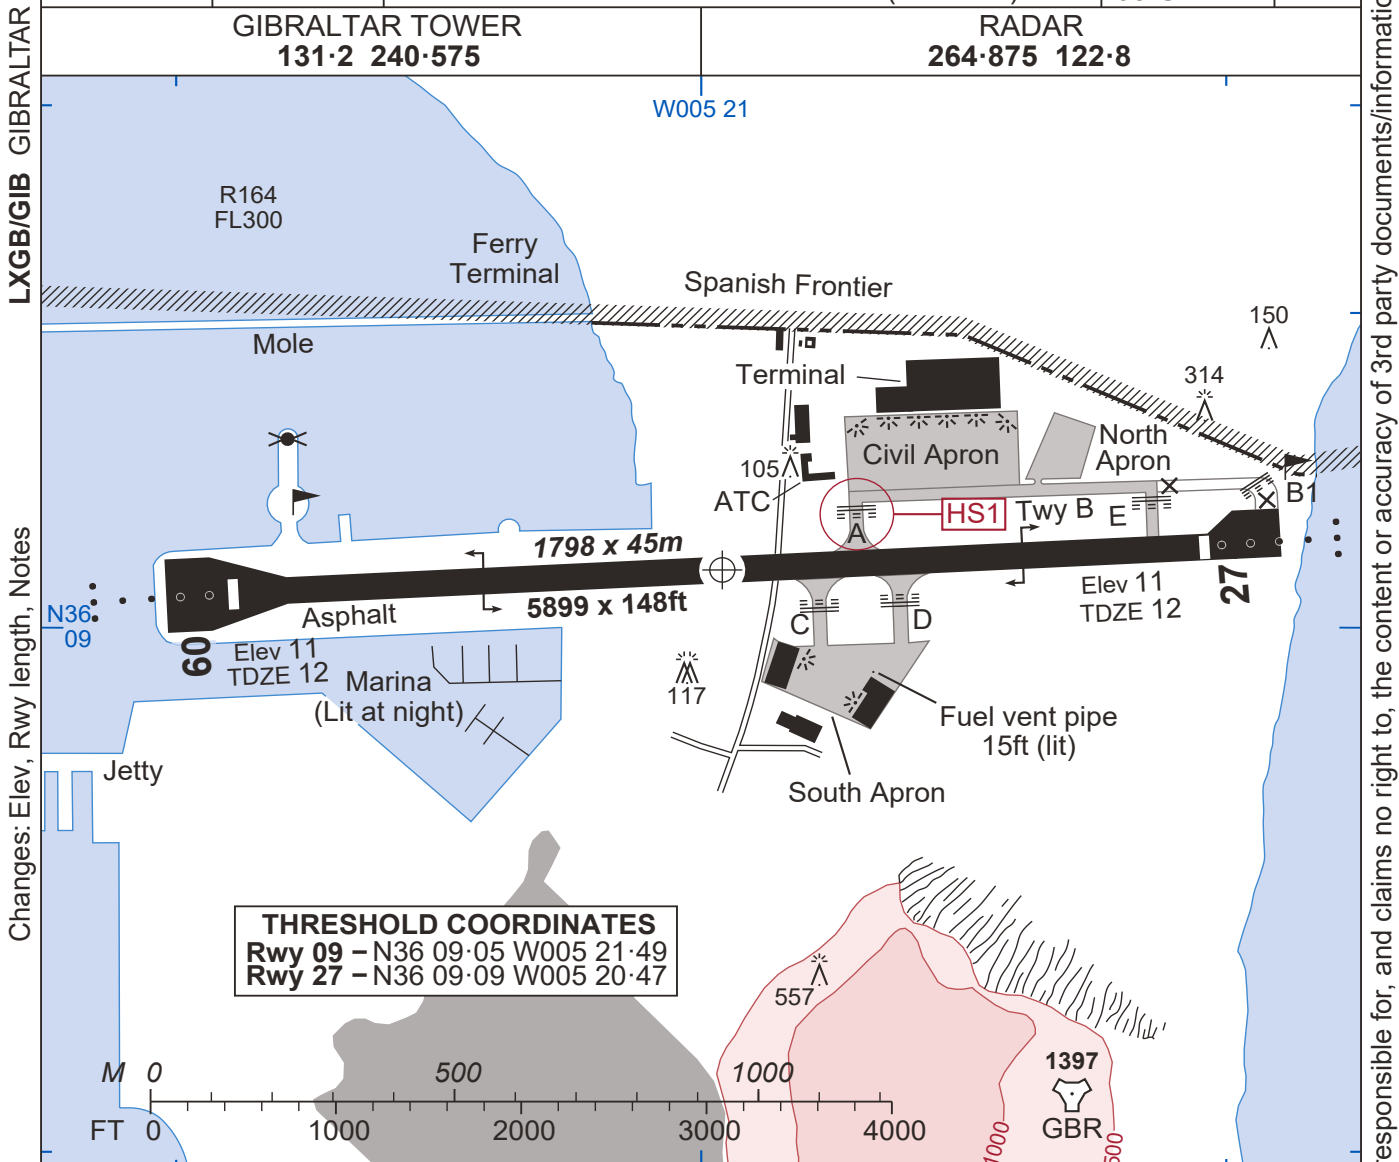 GIBRALTAR TOWER
131·2 240·575
RADAR
264·875 122·8
LXGB/GIB GIBRALTAR
Changes: Elev, Rwy length, Notes
responsible for, and claims no right to, the content or accuracy of 3rd party documents/informatio
W005 21
R164
FL300
Ferry
Terminal
Spanish Frontier
Mole
150
314
Terminal
North
Apron
Civil Apron
105
ATC
HS1
Twy B
E
B1
A
1798 x 45m
5899 x 148ft
Asphalt
N36
09
09
Elev 11
TDZE 12
27
Elev 11
TDZE 12
C
D
Marina
(Lit at night)
117
Fuel vent pipe
15ft (lit)
South Apron
Jetty
THRESHOLD COORDINATES
Rwy 09 – N36 09·05 W005 21·49
Rwy 27 – N36 09·09 W005 20·47
557
1397
GBR
1000
500
M 0 500 1000
FT 0 1000 2000 3000 4000